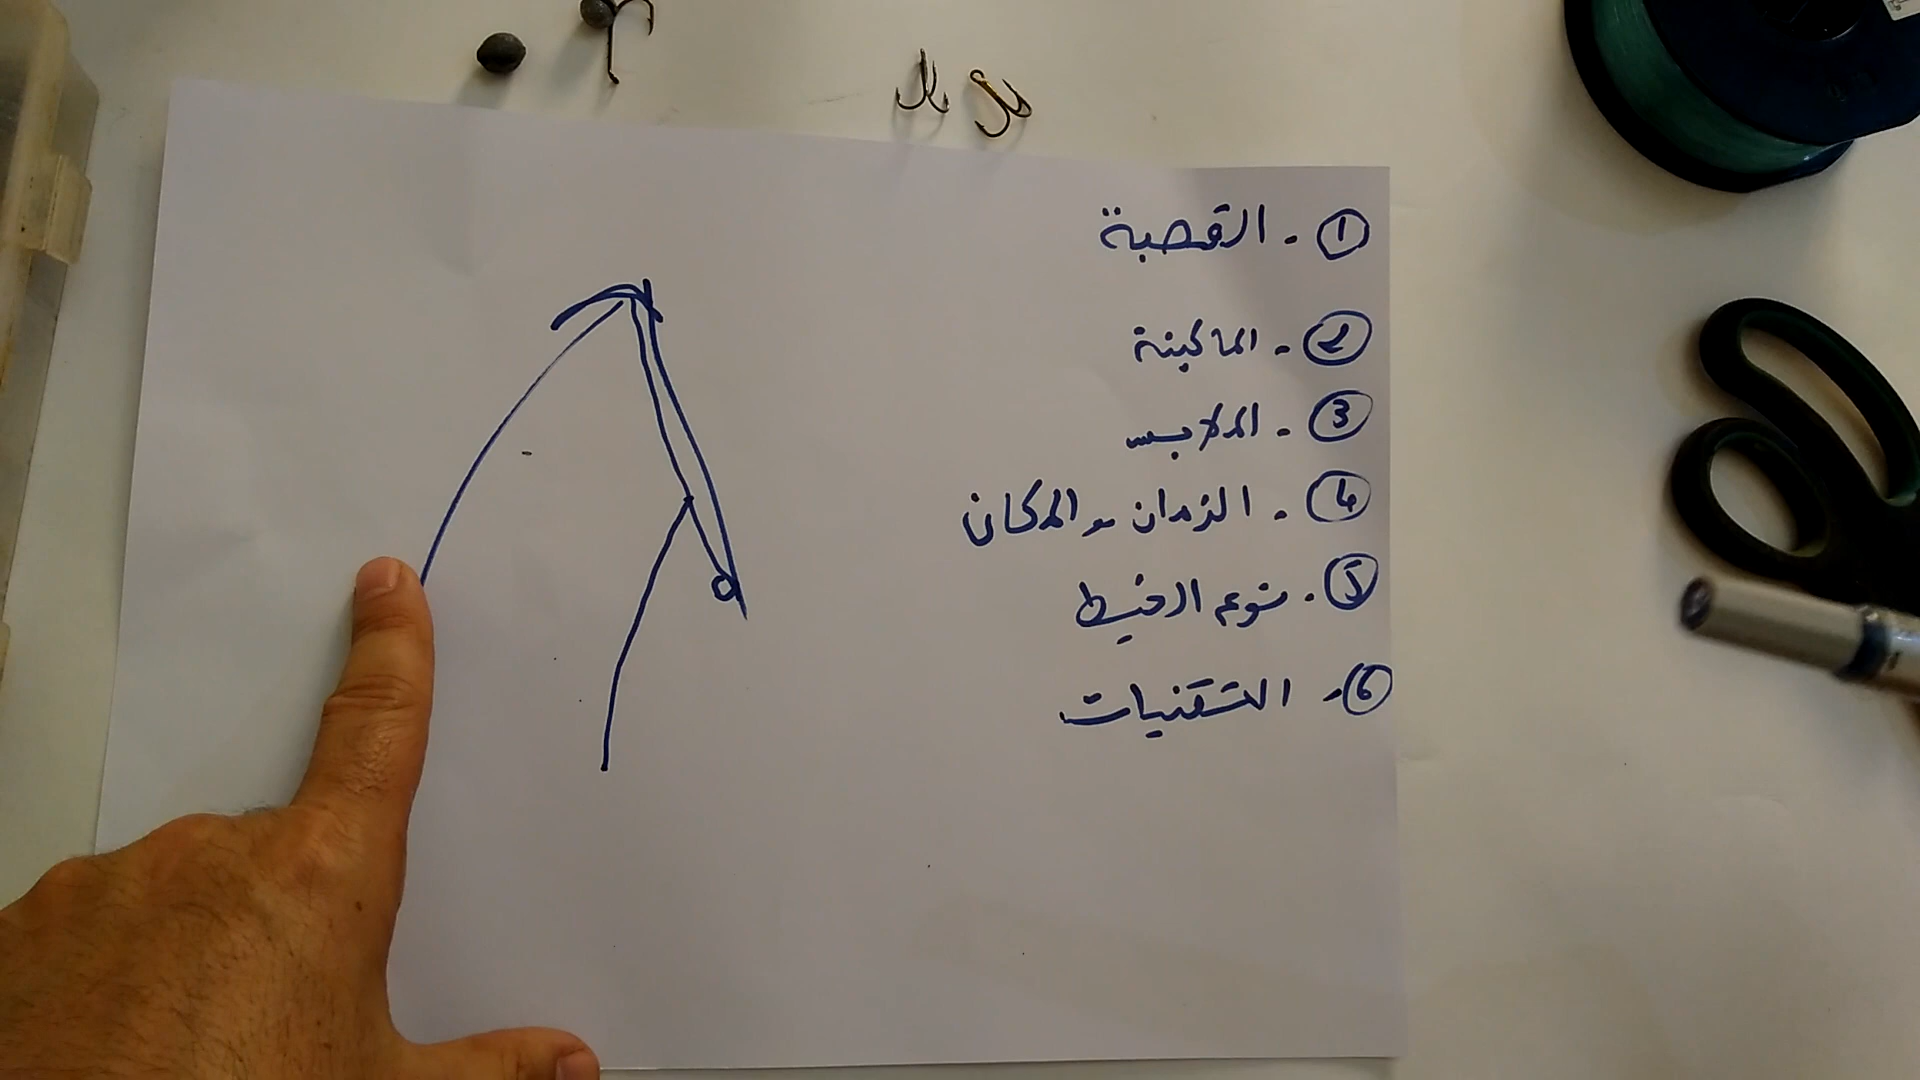 ① - القصبة
② - الماكينة
③ - الملابس
④ - الزمان و المكان
⑤ - نوع الخيط
⑥ - التقنيات